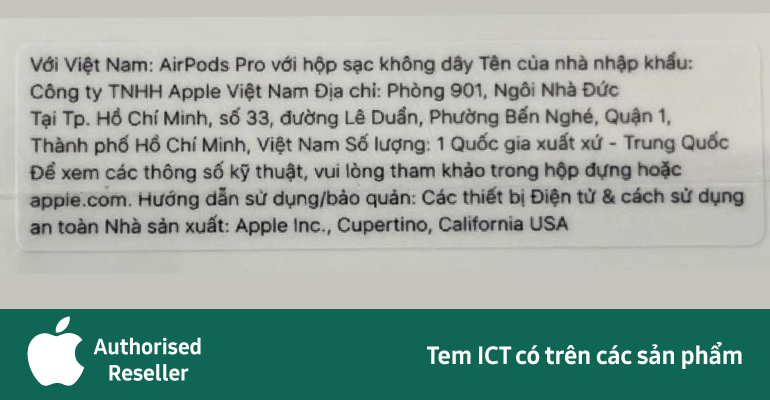 Với Việt Nam: AirPods Pro với hộp sạc không dây Tên của nhà nhập khẩu:
Công ty TNHH Apple Việt Nam Địa chỉ: Phòng 901, Ngôi Nhà Đức
Tại Tp. Hồ Chí Minh, số 33, đường Lê Duẩn, Phường Bến Nghé, Quận 1,
Thành phố Hồ Chí Minh, Việt Nam Số lượng: 1 Quốc gia xuất xứ - Trung Quốc
Để xem các thông số kỹ thuật, vui lòng tham khảo trong hộp đựng hoặc
apple.com. Hướng dẫn sử dụng/bảo quản: Các thiết bị Điện tử & cách sử dụng
an toàn Nhà sản xuất: Apple Inc., Cupertino, California USA
Authorised
Reseller
Tem ICT có trên các sản phẩm